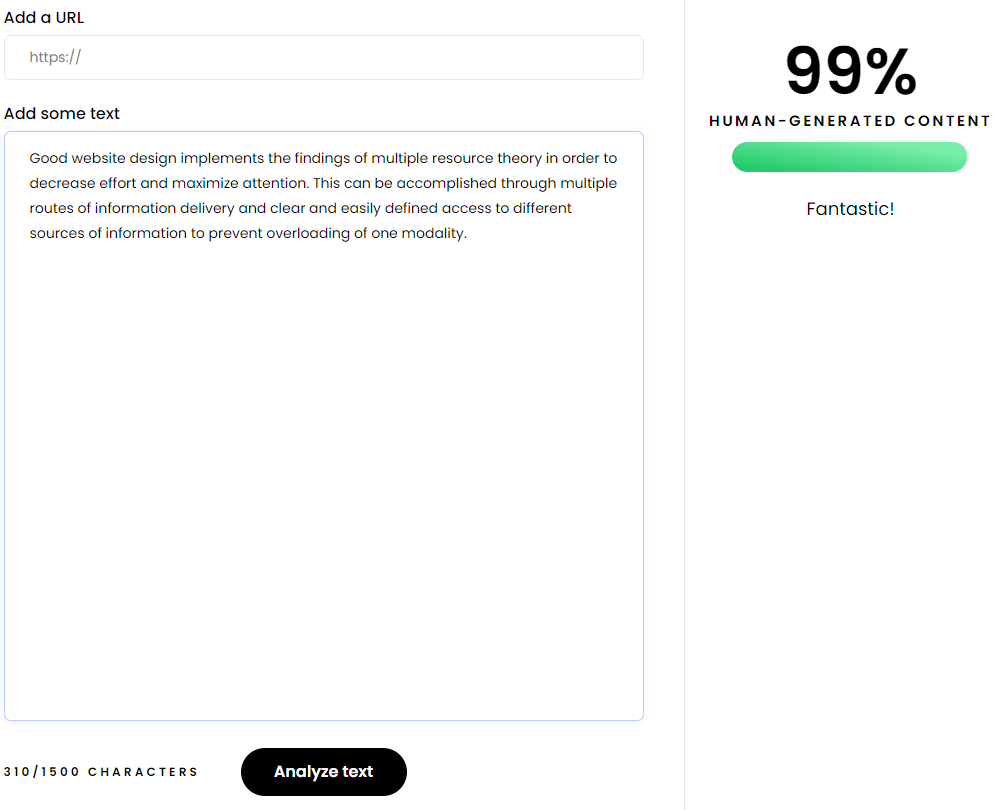 Add a URL
https://
Add some text
Good website design implements the findings of multiple resource theory in order to
decrease effort and maximize attention. This can be accomplished through multiple
routes of information delivery and clear and easily defined access to different
sources of information to prevent overloading of one modality.
310/1500 CHARACTERS
Analyze text
99%
HUMAN-GENERATED CONTENT
Fantastic!